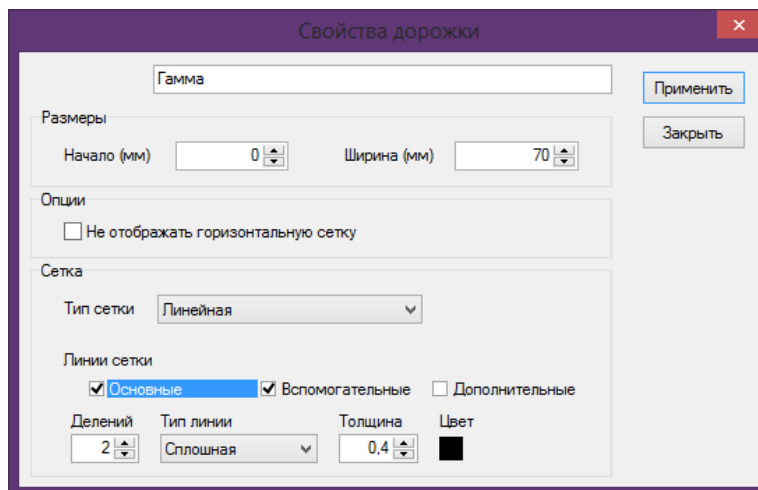 Свойства дорожки
Гамма
Применить
Размеры
Начало (мм) 0 Ширина (мм) 70
Закрыть
Опции
Не отображать горизонтальную сетку
Сетка
Тип сетки Линейная
Линии сетки
Основные Вспомогательные Дополнительные
Делений Тип линии Толщина Цвет
2 Сплошная 0,4